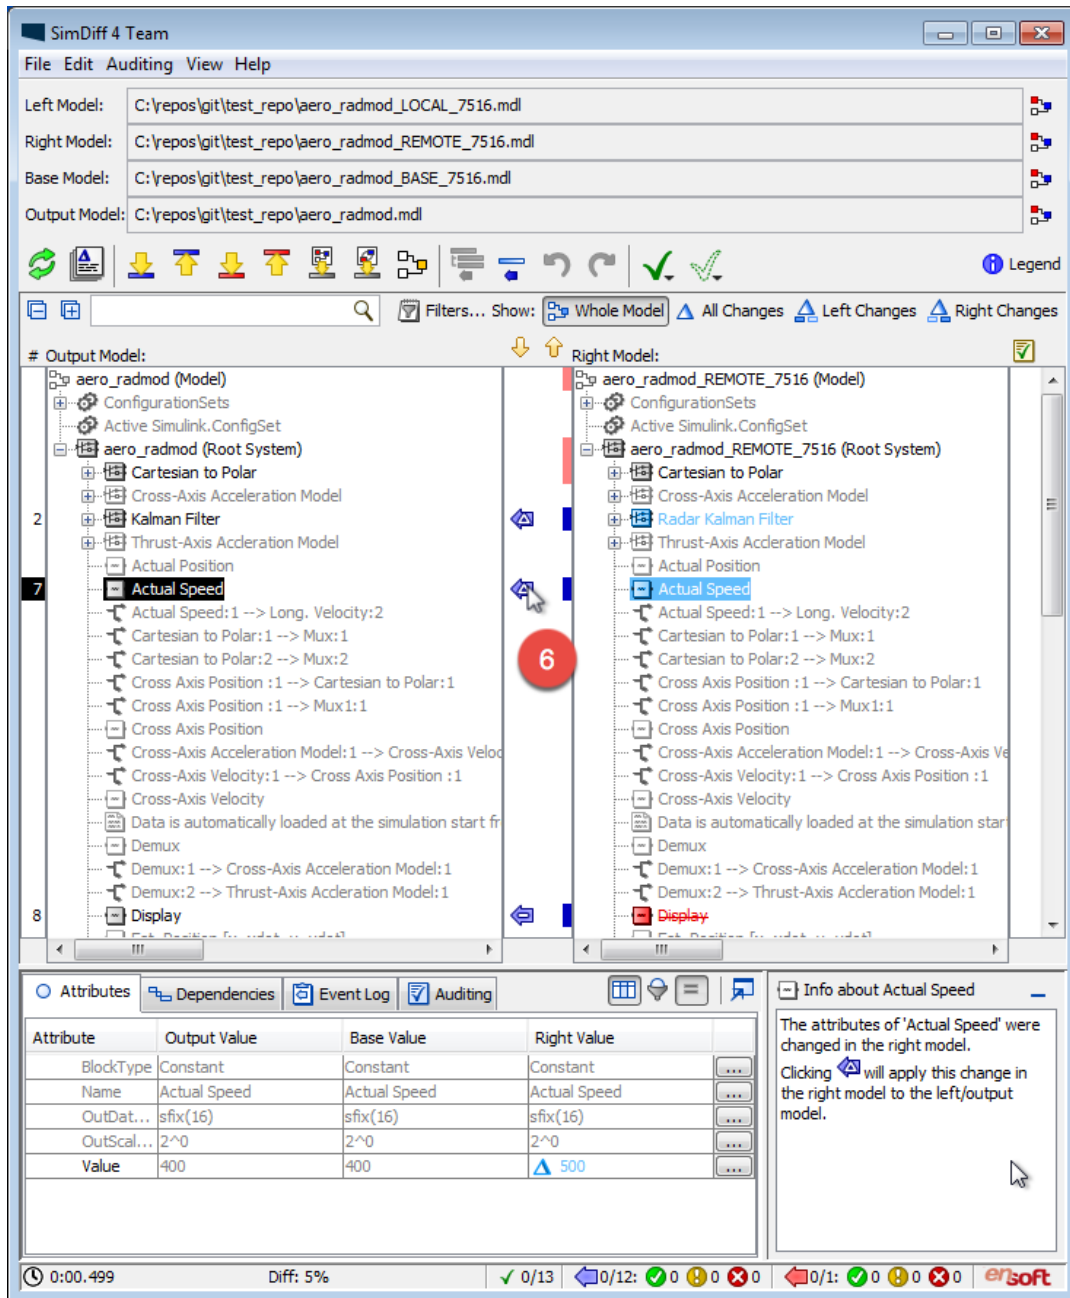 SimDiff 4 Team
File Edit Auditing View Help
Left Model: C:\repos\git\test_repo\aero_radmod_LOCAL_7516.mdl
Right Model: C:\repos\git\test_repo\aero_radmod_REMOTE_7516.mdl
Base Model: C:\repos\git\test_repo\aero_radmod_BASE_7516.mdl
Output Model: C:\repos\git\test_repo\aero_radmod.mdl
Legend
Filters... Show: Whole Model All Changes Left Changes Right Changes
# Output Model: Right Model:
aero_radmod (Model) aero_radmod_REMOTE_7516 (Model)
ConfigurationSets ConfigurationSets
Active Simulink.ConfigSet Active Simulink.ConfigSet
aero_radmod (Root System) aero_radmod_REMOTE_7516 (Root System)
Cartesian to Polar Cartesian to Polar
Cross-Axis Acceleration Model Cross-Axis Acceleration Model
2 Kalman Filter Radar Kalman Filter
Thrust-Axis Accleration Model Thrust-Axis Accleration Model
Actual Position Actual Position
7 Actual Speed Actual Speed
Actual Speed:1 --> Long. Velocity:2 Actual Speed:1 --> Long. Velocity:2
Cartesian to Polar:1 --> Mux:1 Cartesian to Polar:1 --> Mux:1
Cartesian to Polar:2 --> Mux:2 6 Cartesian to Polar:2 --> Mux:2
Cross Axis Position :1 --> Cartesian to Polar:1 Cross Axis Position :1 --> Cartesian to Polar:1
Cross Axis Position :1 --> Mux1:1 Cross Axis Position :1 --> Mux1:1
Cross Axis Position Cross Axis Position
Cross-Axis Acceleration Model:1 --> Cross-Axis Veloc Cross-Axis Acceleration Model:1 --> Cross-Axis Ve
Cross-Axis Velocity:1 --> Cross Axis Position :1 Cross-Axis Velocity:1 --> Cross Axis Position :1
Cross-Axis Velocity Cross-Axis Velocity
Data is automatically loaded at the simulation start fr Data is automatically loaded at the simulation star
Demux Demux
Demux:1 --> Cross-Axis Acceleration Model:1 Demux:1 --> Cross-Axis Acceleration Model:1
Demux:2 --> Thrust-Axis Accleration Model:1 Demux:2 --> Thrust-Axis Accleration Model:1
8 Display Display
Attributes Dependencies Event Log Auditing Info about Actual Speed
Attribute Output Value Base Value Right Value
BlockType Constant Constant Constant ...
Name Actual Speed Actual Speed Actual Speed ...
OutDat... sfix(16) sfix(16) sfix(16) ...
OutScal... 2^0 2^0 2^0 ...
Value 400 400 500 ...
The attributes of 'Actual Speed' were
changed in the right model.
Clicking will apply this change in
the right model to the left/output
model.
0:00.499 Diff: 5% 0/13 0/12: 0 0 0 0/1: 0 0 0 ensoft